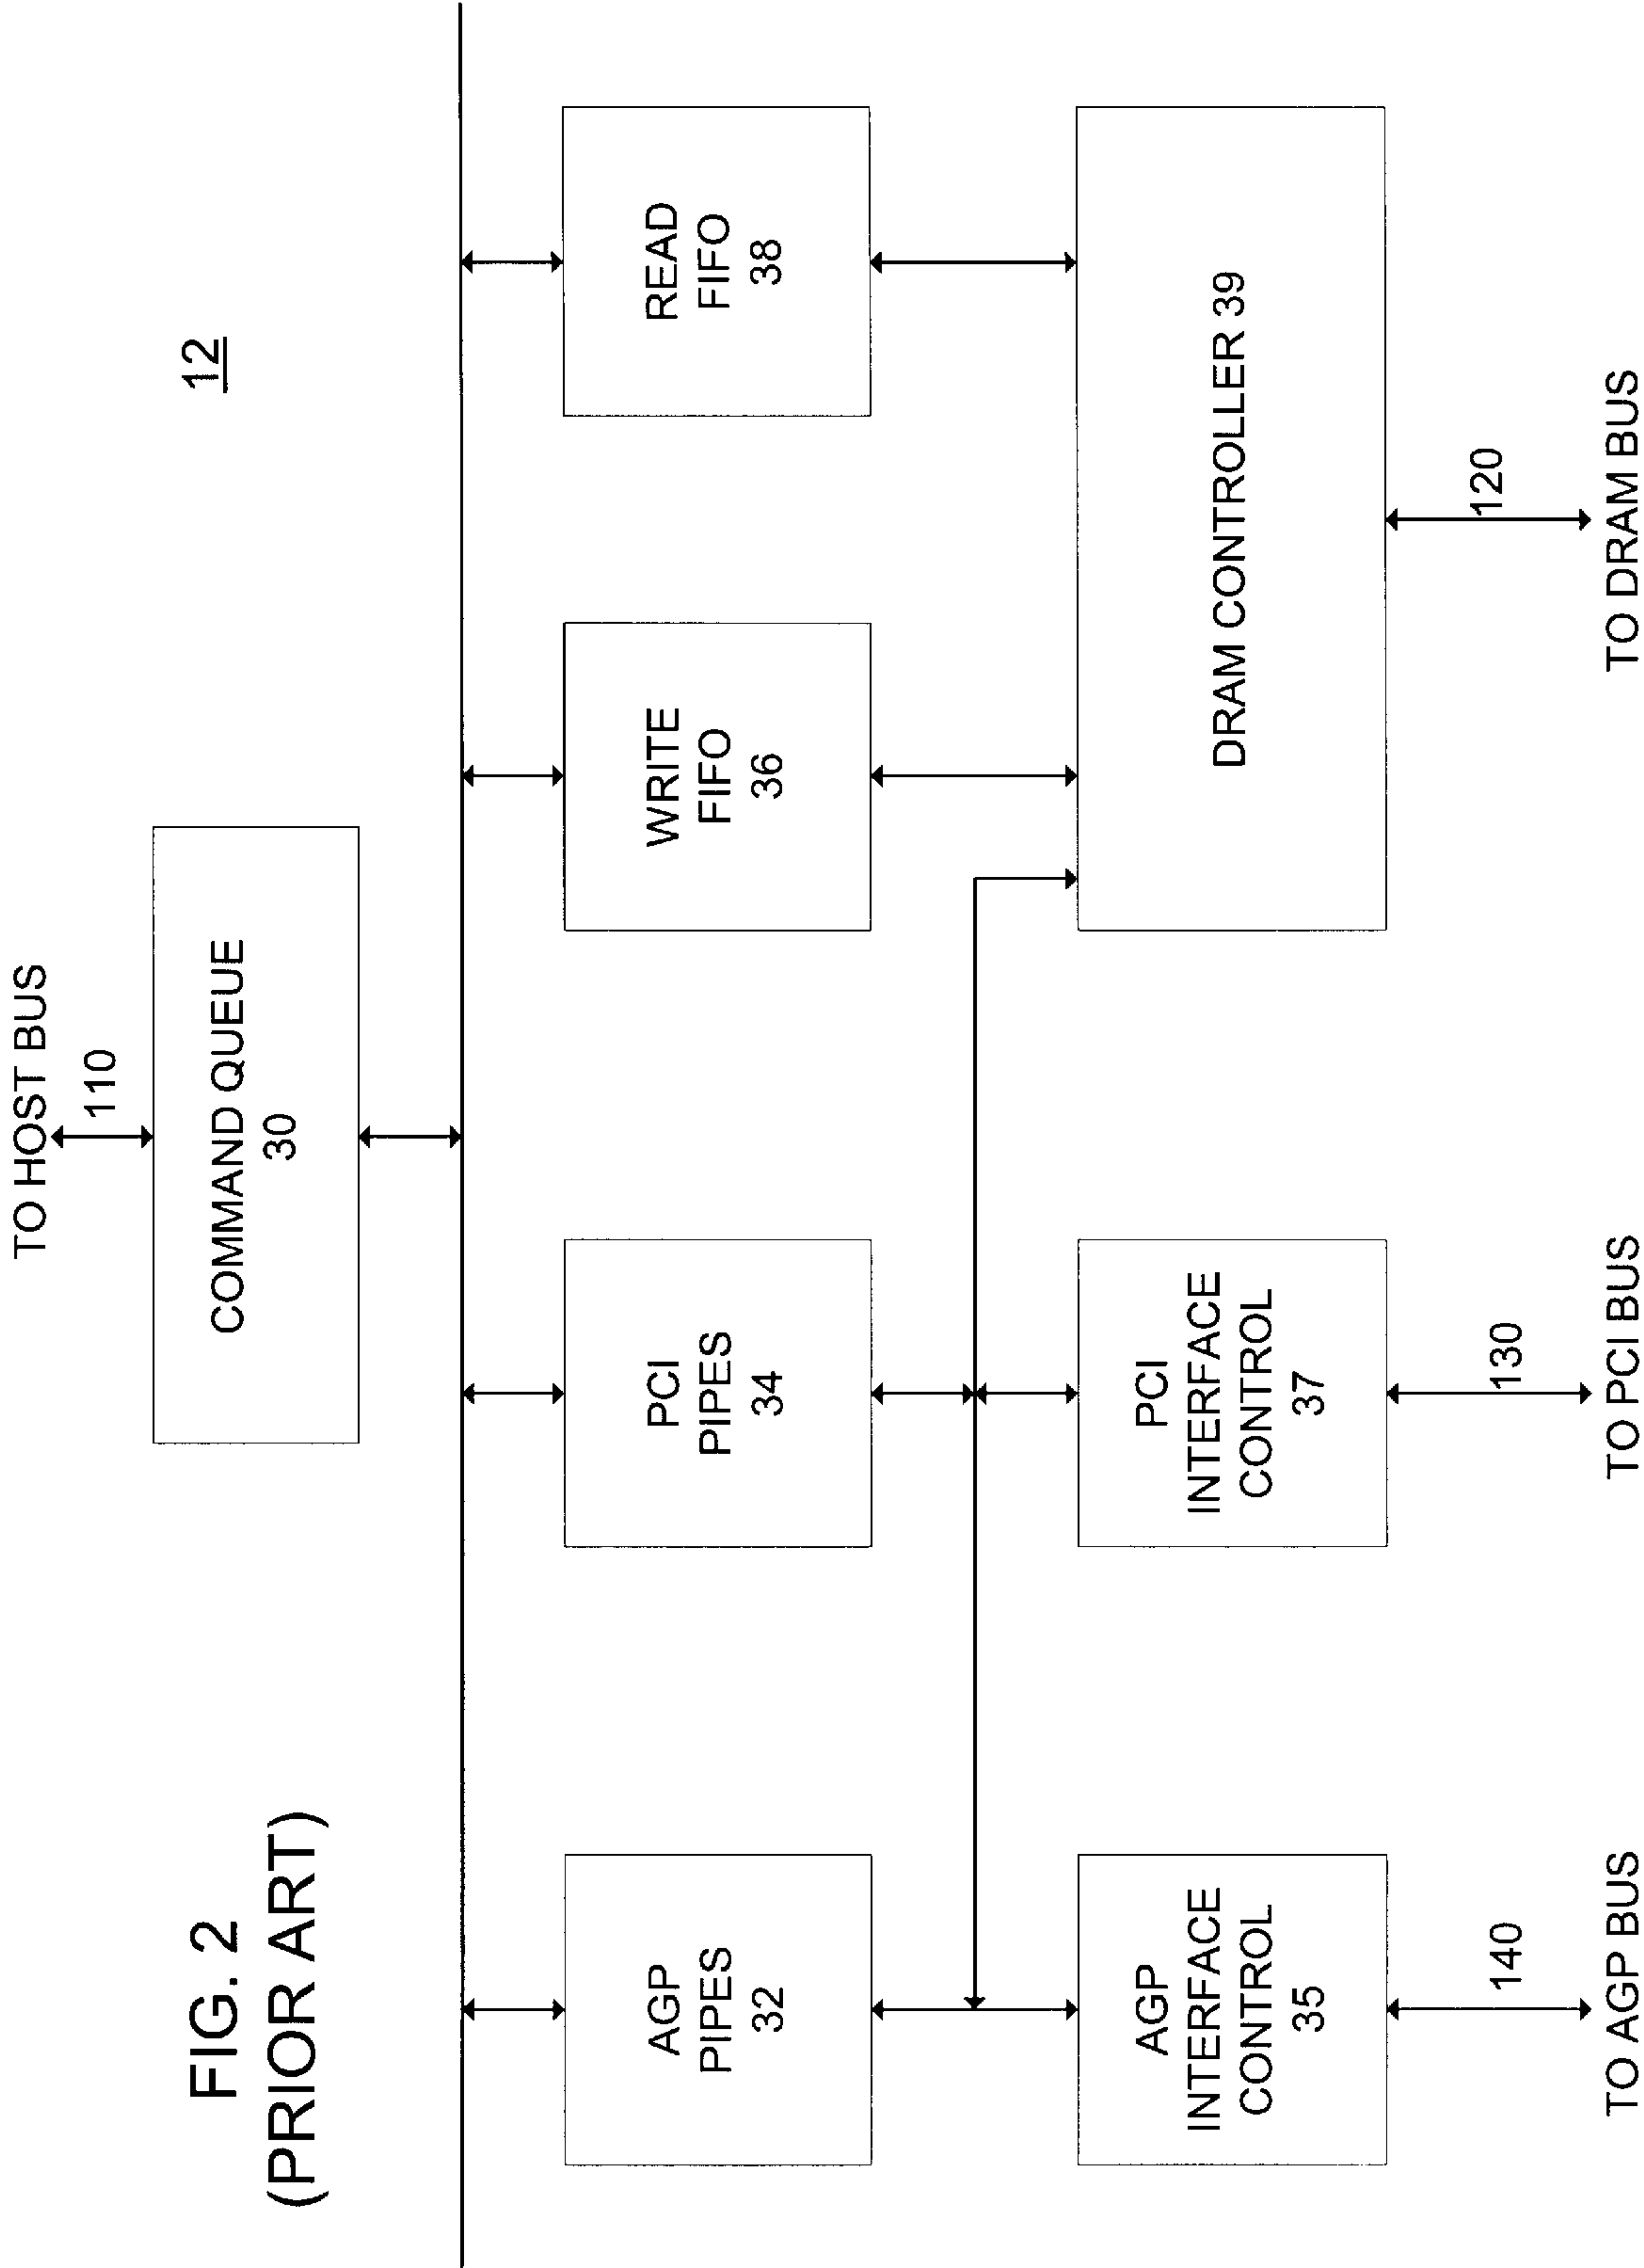 FIG. 2
(PRIOR ART)
12
TO HOST BUS
110
COMMAND QUEUE
30
AGP
PIPES
32
PCI
PIPES
34
WRITE
FIFO
36
READ
FIFO
38
AGP
INTERFACE
CONTROL
35
PCI
INTERFACE
CONTROL
37
DRAM CONTROLLER 39
140
130
120
TO AGP BUS
TO PCI BUS
TO DRAM BUS